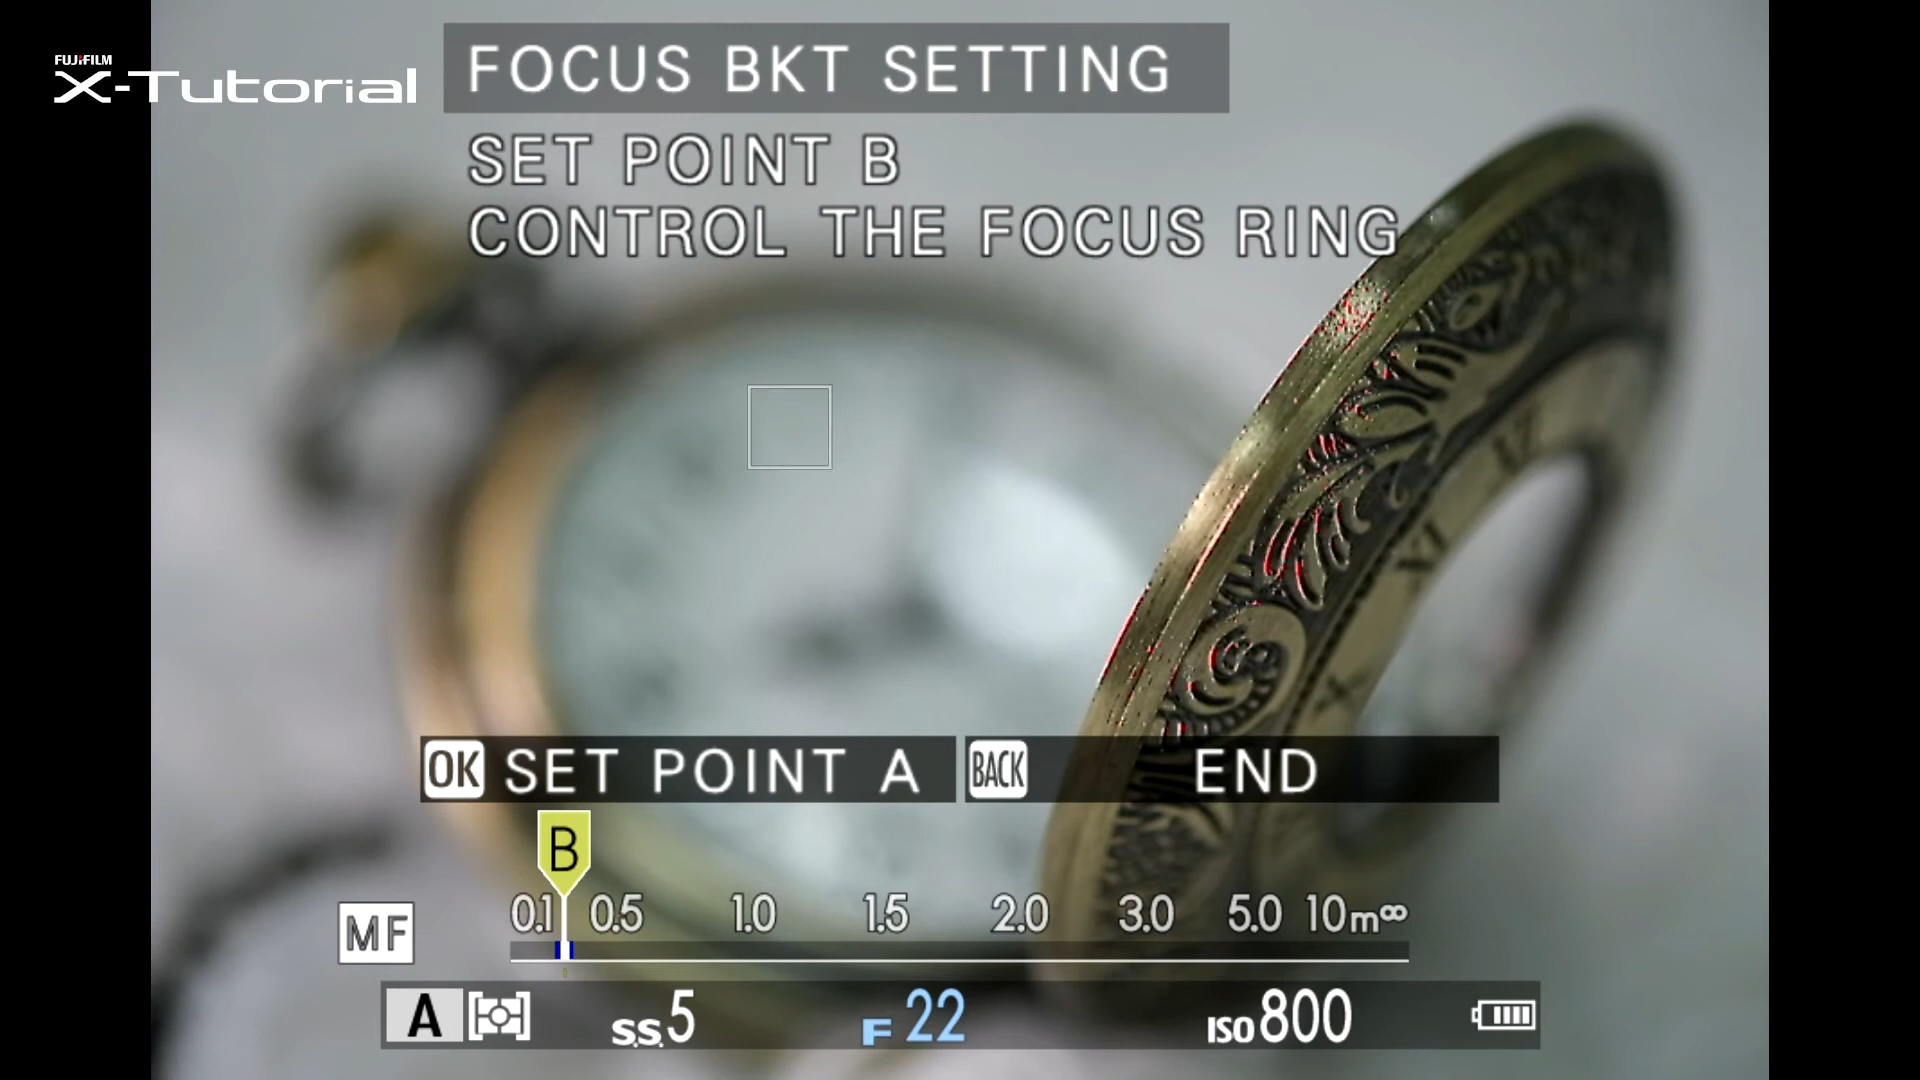 FUJIFILM
X-Tutorial
FOCUS BKT SETTING
SET POINT B
CONTROL THE FOCUS RING
OK SET POINT A BACK END
B
0.1 0.5 1.0 1.5 2.0 3.0 5.0 10m∞
MF
A S.S. 5 F 22 ISO 800
XI
X